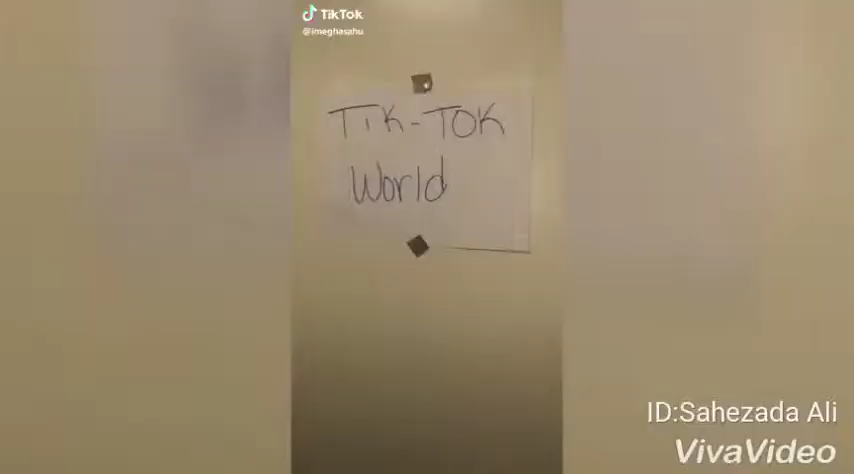 TikTok
@imeghasahu
TIK-TOK
World
ID:Sahezada Ali
VivaVideo